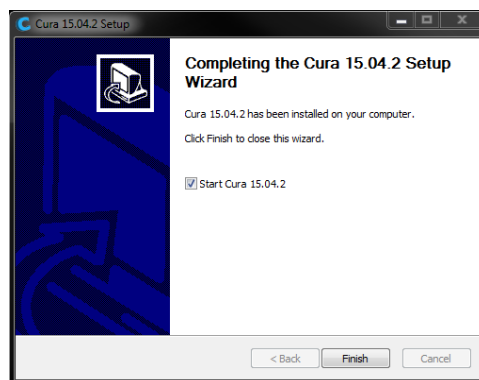 Cura 15.04.2 Setup
Completing the Cura 15.04.2 Setup
Wizard
Cura 15.04.2 has been installed on your computer.
Click Finish to close this wizard.
Start Cura 15.04.2
< Back
Finish
Cancel